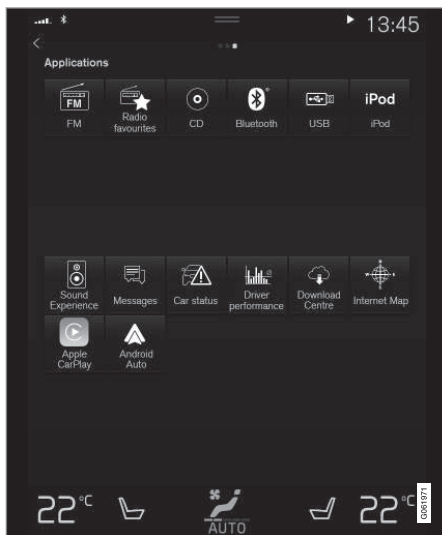 13:45
Applications
FM
FM
Radio
favourites
CD
Bluetooth
USB
iPod
iPod
Sound
Experience
Messages
Car status
Driver
performance
Download
Centre
Internet Map
Apple
CarPlay
Android
Auto
22°C
AUTO
22°C
G061971